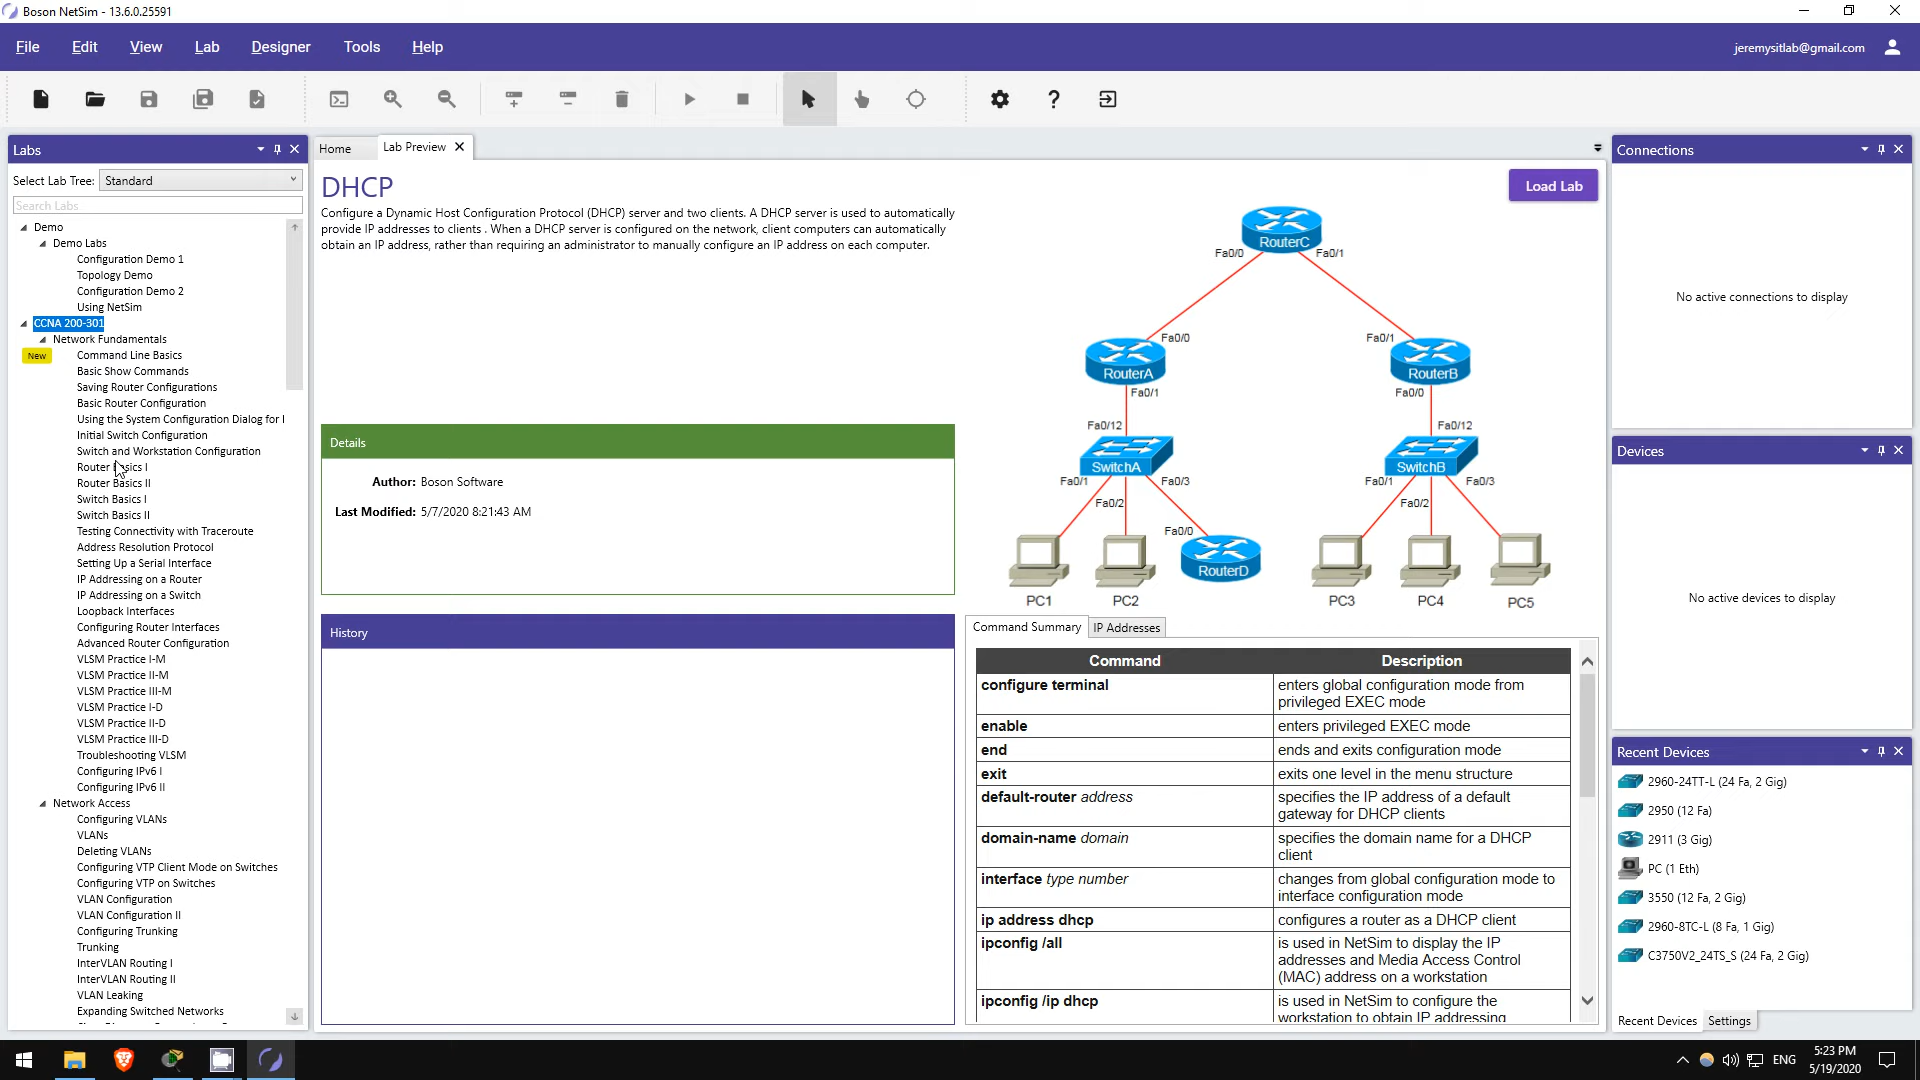 Boson NetSim - 13.6.0.25591
File Edit View Lab Designer Tools Help
jeremysitlab@gmail.com
Labs
Select Lab Tree: Standard
Search Labs
Demo
Demo Labs
Configuration Demo 1
Topology Demo
Configuration Demo 2
Using NetSim
CCNA 200-301
Network Fundamentals
New
Command Line Basics
Basic Show Commands
Saving Router Configurations
Basic Router Configuration
Using the System Configuration Dialog for I
Initial Switch Configuration
Switch and Workstation Configuration
Router Basics I
Router Basics II
Switch Basics I
Switch Basics II
Testing Connectivity with Traceroute
Address Resolution Protocol
Setting Up a Serial Interface
IP Addressing on a Router
IP Addressing on a Switch
Loopback Interfaces
Configuring Router Interfaces
Advanced Router Configuration
VLSM Practice I-M
VLSM Practice II-M
VLSM Practice III-M
VLSM Practice I-D
VLSM Practice II-D
VLSM Practice III-D
Troubleshooting VLSM
Configuring IPv6 I
Configuring IPv6 II
Network Access
Configuring VLANs
VLANs
Deleting VLANs
Configuring VTP Client Mode on Switches
Configuring VTP on Switches
VLAN Configuration
VLAN Configuration II
Configuring Trunking
Trunking
InterVLAN Routing I
InterVLAN Routing II
VLAN Leaking
Expanding Switched Networks
Home
Lab Preview
DHCP
Configure a Dynamic Host Configuration Protocol (DHCP) server and two clients. A DHCP server is used to automatically
provide IP addresses to clients . When a DHCP server is configured on the network, client computers can automatically
obtain an IP address, rather than requiring an administrator to manually configure an IP address on each computer.
Details
Author: Boson Software
Last Modified: 5/7/2020 8:21:43 AM
History
Load Lab
RouterC
Fa0/0
Fa0/1
Fa0/0
Fa0/1
RouterA
RouterB
Fa0/1
Fa0/0
Fa0/12
Fa0/12
SwitchA
SwitchB
Fa0/1
Fa0/3
Fa0/1
Fa0/3
Fa0/2
Fa0/2
Fa0/0
RouterD
PC1
PC2
PC3
PC4
PC5
Command Summary
IP Addresses
Command Description
configure terminal
enters global configuration mode from
privileged EXEC mode
enable
enters privileged EXEC mode
end
ends and exits configuration mode
exit
exits one level in the menu structure
default-router address
specifies the IP address of a default
gateway for DHCP clients
domain-name domain
specifies the domain name for a DHCP
client
interface type number
changes from global configuration mode to
interface configuration mode
ip address dhcp
configures a router as a DHCP client
ipconfig /all
is used in NetSim to display the IP
addresses and Media Access Control
(MAC) address on a workstation
ipconfig /ip dhcp
is used in NetSim to configure the
workstation to obtain IP addressing
Connections
No active connections to display
Devices
No active devices to display
Recent Devices
2960-24TT-L (24 Fa, 2 Gig)
2950 (12 Fa)
2911 (3 Gig)
PC (1 Eth)
3550 (12 Fa, 2 Gig)
2960-8TC-L (8 Fa, 1 Gig)
C3750V2_24TS_S (24 Fa, 2 Gig)
Recent Devices
Settings
ENG
5:23 PM
5/19/2020